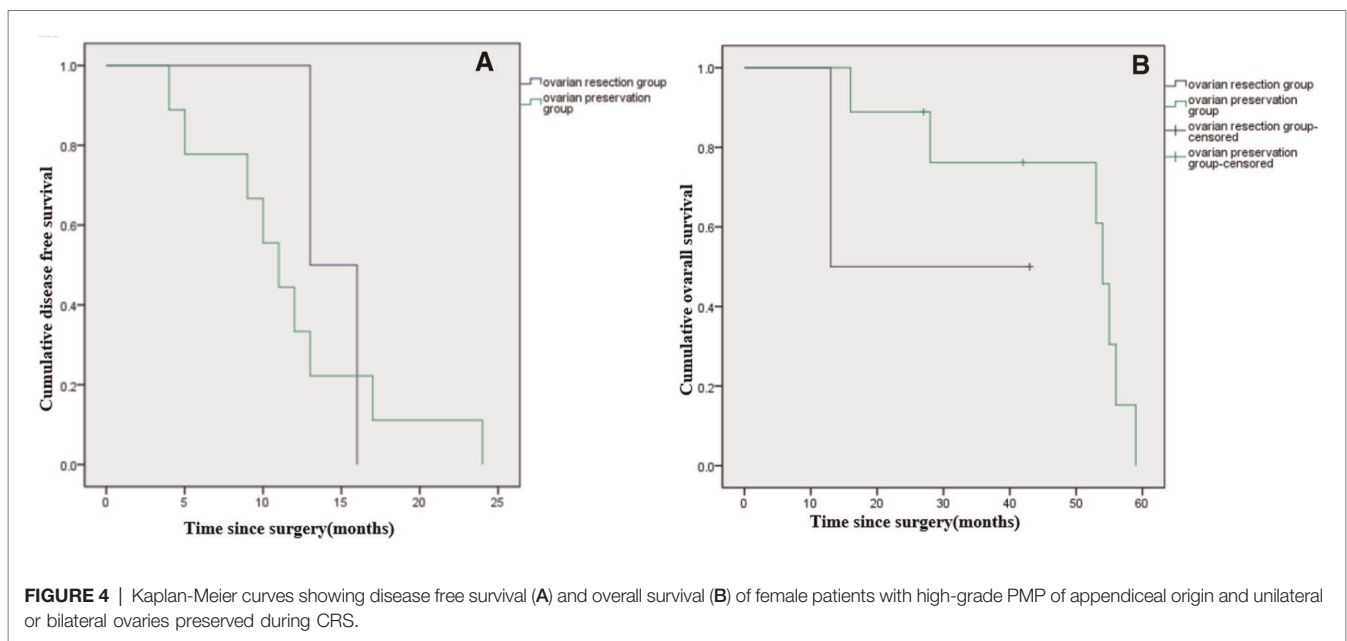 A
1.0
0.8
0.6
0.4
0.2
0.0
0 5 10 15 20 25
Cumulative disease free survival
Time since surgery(months)
ovarian resection group
ovarian preservation
group
B
1.0
0.8
0.6
0.4
0.2
0.0
0 10 20 30 40 50 60
Cumulative ovarall survival
Time since surgery(months)
ovarian resection group
ovarian preservation
group
ovarian resection group-
censored
ovarian preservation
group-censored
FIGURE 4 | Kaplan-Meier curves showing disease free survival (A) and overall survival (B) of female patients with high-grade PMP of appendiceal origin and unilateral
or bilateral ovaries preserved during CRS.